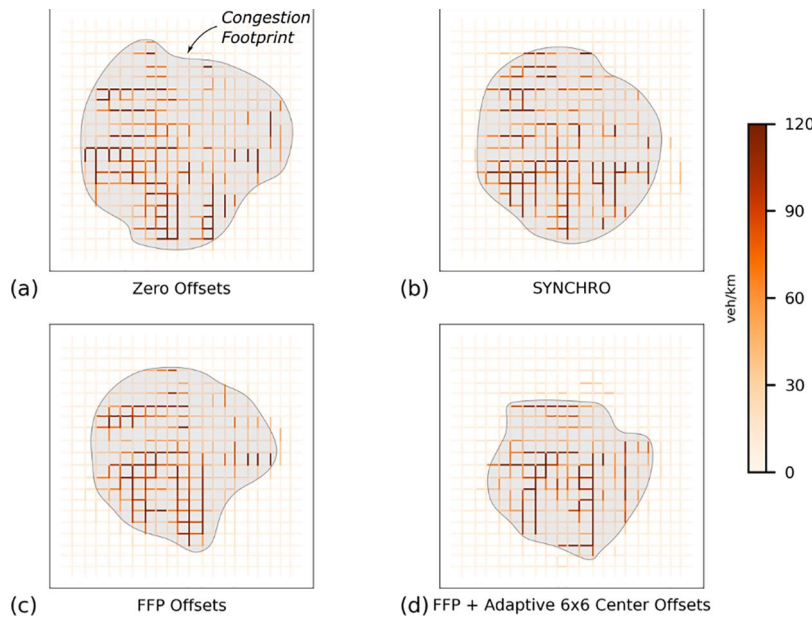 Congestion
Footprint
(a)
Zero Offsets
(b)
SYNCHRO
120
90
60
30
0
veh/km
(c)
FFP Offsets
(d)
FFP + Adaptive 6x6 Center Offsets